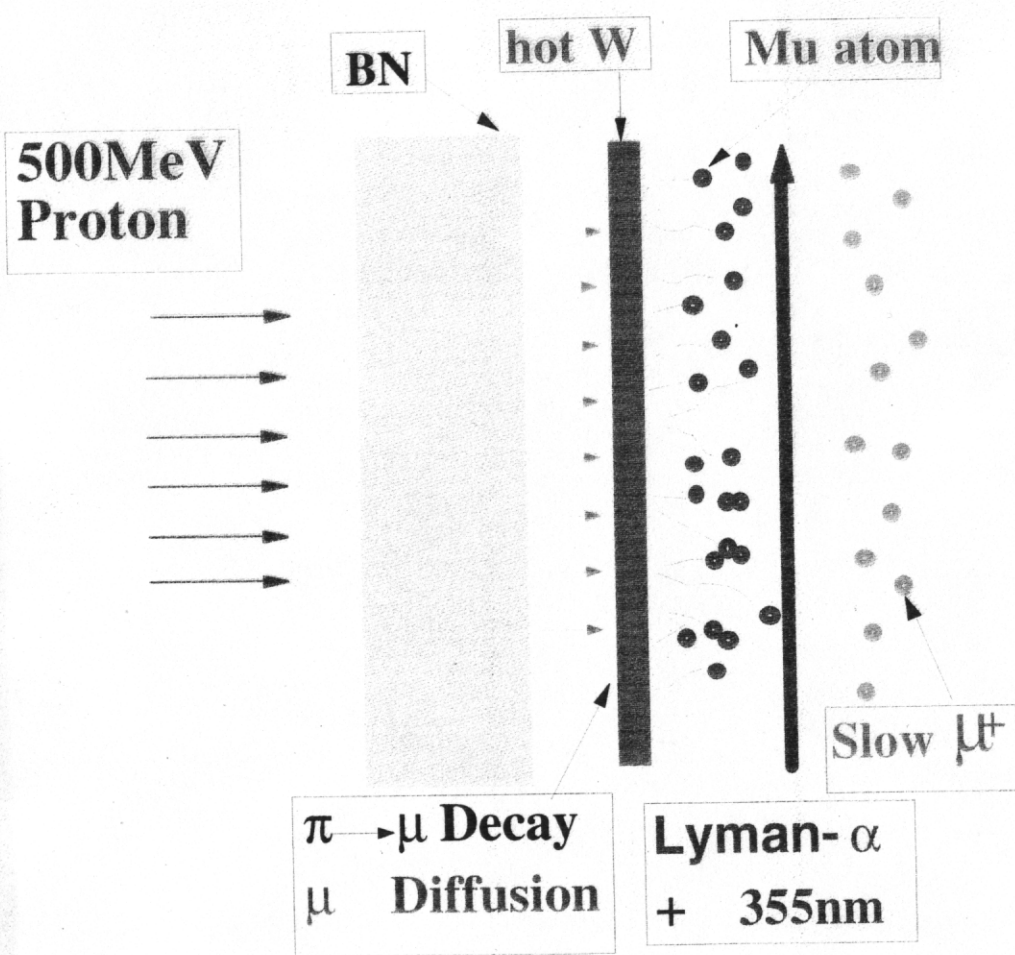 BN
hot W
Mu atom
500MeV
Proton
Slow μ+
π → μ Decay
μ Diffusion
Lyman- α
+ 355nm